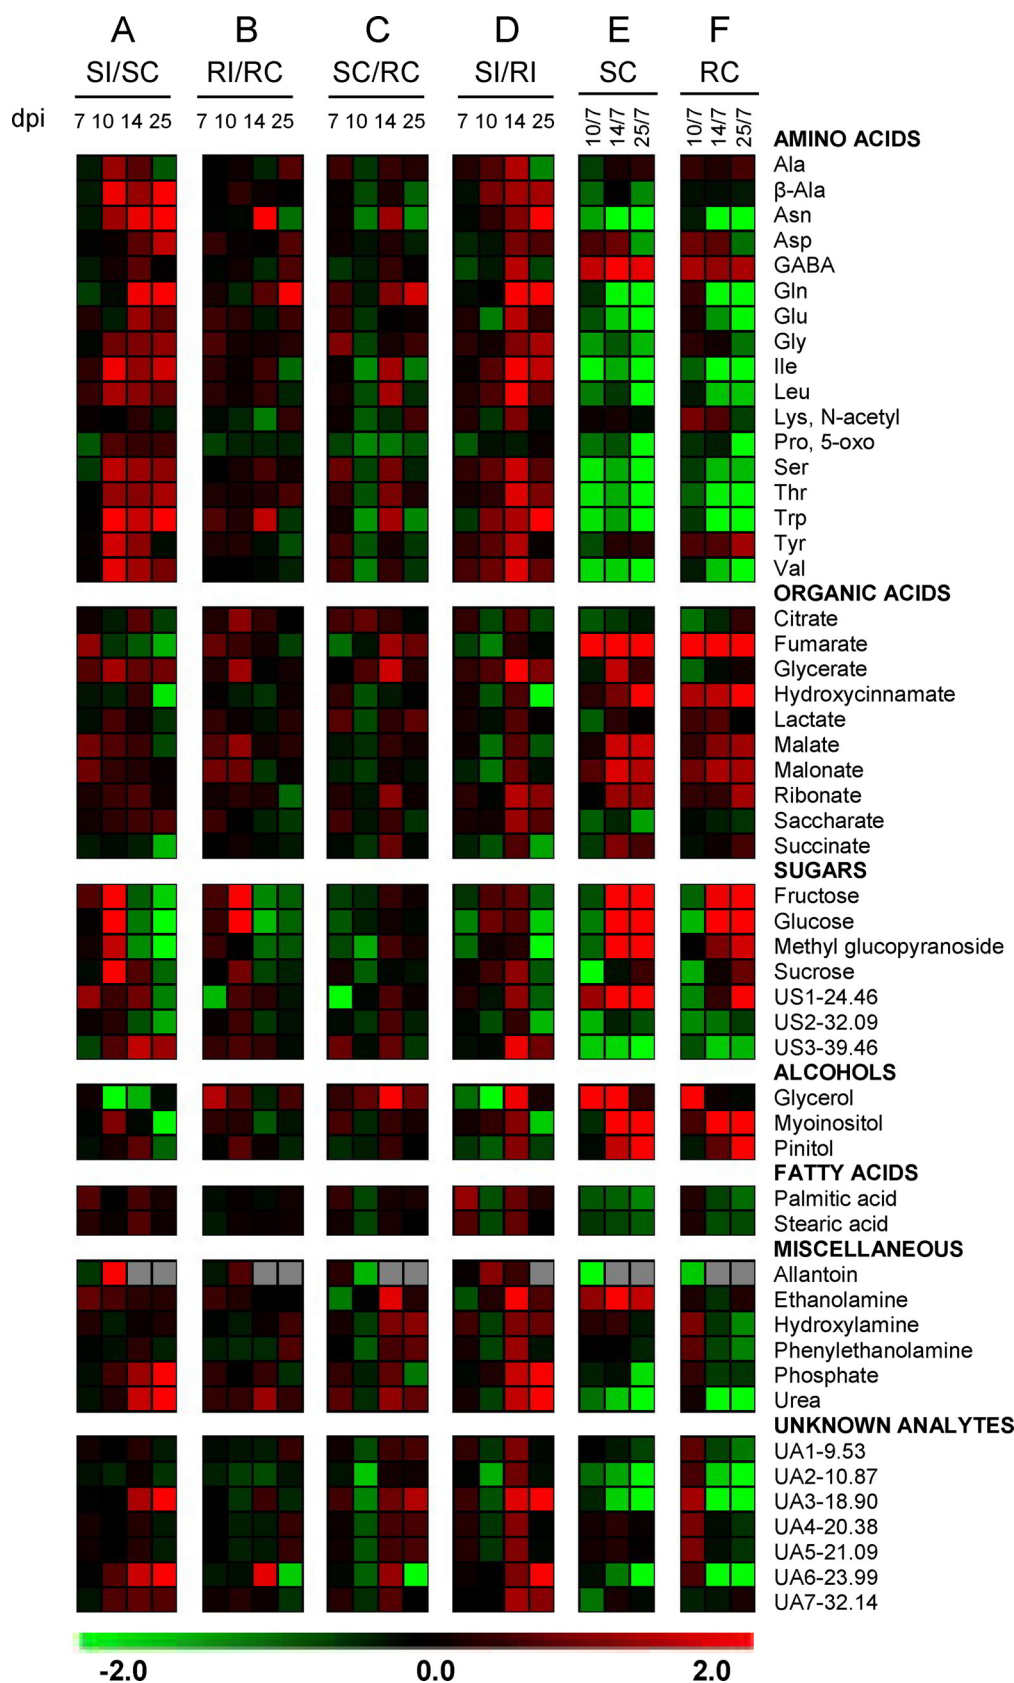 A B C D E F
SI/SC RI/RC SC/RC SI/RI SC RC
dpi 7 10 14 25 7 10 14 25 7 10 14 25 7 10 14 25 10/7 14/7 25/7 10/7 14/7 25/7
AMINO ACIDS
Ala
β-Ala
Asn
Asp
GABA
Gln
Glu
Gly
Ile
Leu
Lys, N-acetyl
Pro, 5-oxo
Ser
Thr
Trp
Tyr
Val
ORGANIC ACIDS
Citrate
Fumarate
Glycerate
Hydroxycinnamate
Lactate
Malate
Malonate
Ribonate
Saccharate
Succinate
SUGARS
Fructose
Glucose
Methyl glucopyranoside
Sucrose
US1-24.46
US2-32.09
US3-39.46
ALCOHOLS
Glycerol
Myoinositol
Pinitol
FATTY ACIDS
Palmitic acid
Stearic acid
MISCELLANEOUS
Allantoin
Ethanolamine
Hydroxylamine
Phenylethanolamine
Phosphate
Urea
UNKNOWN ANALYTES
UA1-9.53
UA2-10.87
UA3-18.90
UA4-20.38
UA5-21.09
UA6-23.99
UA7-32.14
-2.0 0.0 2.0